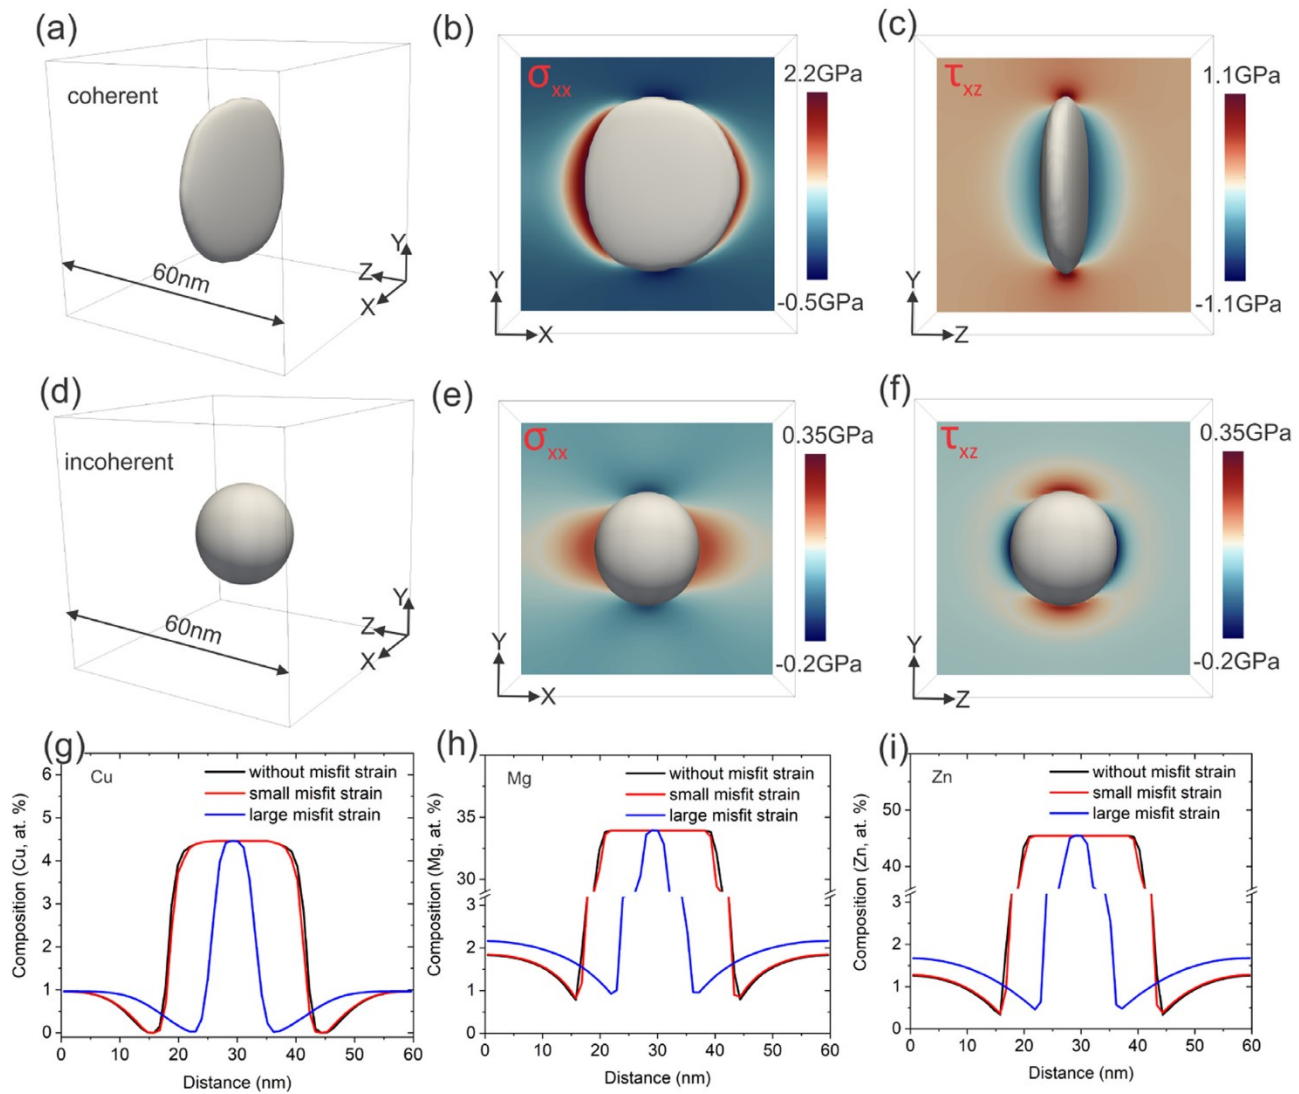 (a)
coherent
60nm
Y
Z
X
(b)
σxx
2.2GPa
-0.5GPa
Y
X
(c)
τxz
1.1GPa
-1.1GPa
Y
Z
(d)
incoherent
60nm
Y
Z
X
(e)
σxx
0.35GPa
-0.2GPa
Y
X
(f)
τxz
0.35GPa
-0.2GPa
Y
Z
(g)
Cu
without misfit strain
small misfit strain
large misfit strain
Composition (Cu, at. %)
6
5
4
3
2
1
0
0 10 20 30 40 50 60
Distance (nm)
(h)
Mg
without misfit strain
small misfit strain
large misfit strain
Composition (Mg, at. %)
35
30
3
2
1
0
0 10 20 30 40 50 60
Distance (nm)
(i)
Zn
without misfit strain
small misfit strain
large misfit strain
Composition (Zn, at. %)
50
45
40
3
2
1
0
0 10 20 30 40 50 60
Distance (nm)